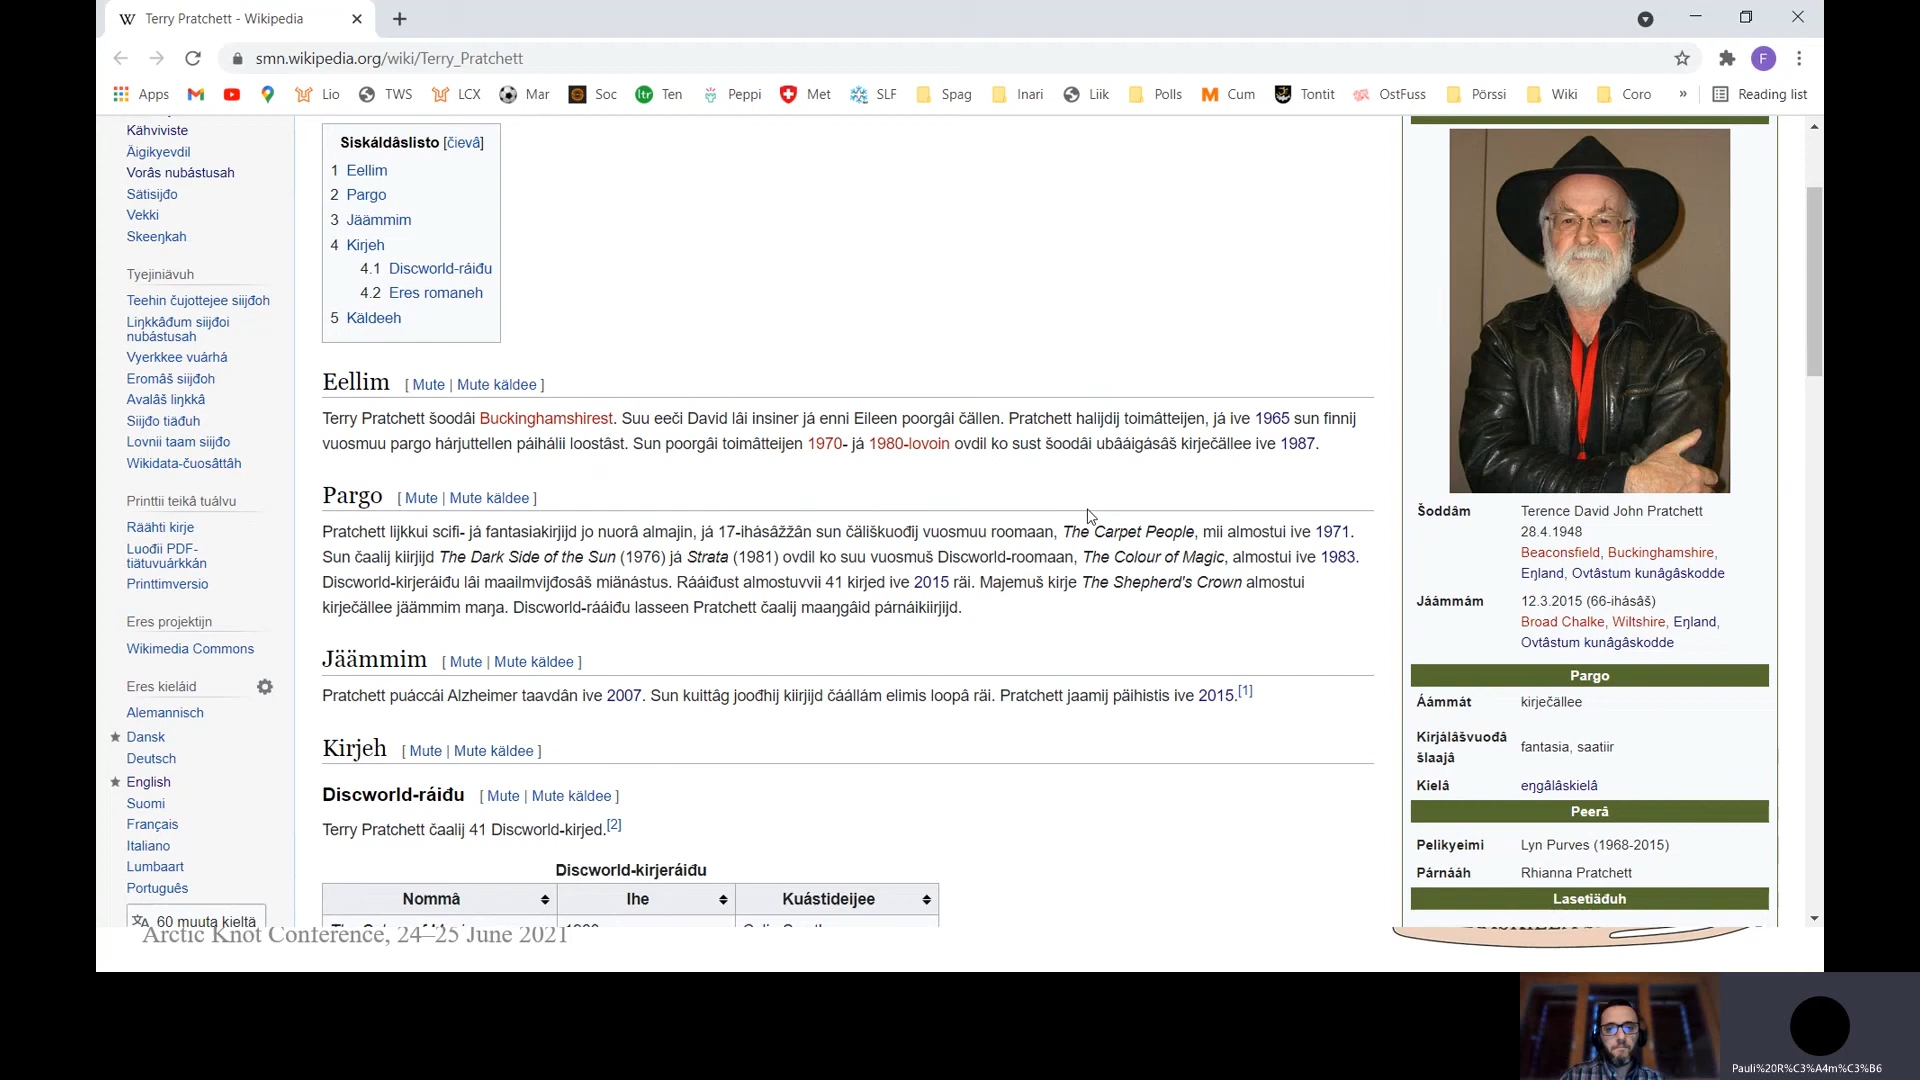 Terry Pratchett - Wikipedia
smn.wikipedia.org/wiki/Terry_Pratchett
F
Apps Lio TWS LCX Mar Soc ltr Ten Peppi Met SLF Spag Inari Liik Polls Cum Tontit OstFuss Pörssi Wiki Coro » Reading list
Kähviviste
Äigikyevdil
Vorâs nubástusah
Sätisijđo
Vekki
Skeeŋkah
Tyejiniävuh
Teehin čujottejee siijđoh
Liŋkkâđum siijđoi
nubástusah
Vyerkkee vuárhá
Eromâš siijđoh
Avalâš liŋkkâ
Siijđo tiäđuh
Lovnii taam siijđo
Wikidata-čuosâttâh
Printtii teikâ tuálvu
Räähti kirje
Luođii PDF-
tiätuvuárkkán
Printtimversio
Eres projektijn
Wikimedia Commons
Eres kieláid
Alemannisch
Dansk
Deutsch
English
Suomi
Français
Italiano
Lumbaart
Português
60 muuta kieltä
Siskáldâslisto [čievâ]
1 Eellim
2 Pargo
3 Jäämmim
4 Kirjeh
4.1 Discworld-ráiđu
4.2 Eres romaneh
5 Käldeeh
Eellim [ Mute | Mute käldee ]
Terry Pratchett šoodâi Buckinghamshirest. Suu eeči David lâi insiner já enni Eileen poorgâi čällen. Pratchett halijdij toimâtteijen, já ive 1965 sun finnij
vuosmuu pargo hárjuttellen páihálii loostâst. Sun poorgâi toimâtteijen 1970- já 1980-lovoin ovdil ko sust šoodâi ubâáigásâš kirječällee ive 1987.
Pargo [ Mute | Mute käldee ]
Pratchett lijkkui scifi- já fantasiakirjijd jo nuorâ almajin, já 17-ihásâžžân sun čäliškuođij vuosmuu roomaan, The Carpet People, mii almostui ive 1971.
Sun čaalij kiirjijd The Dark Side of the Sun (1976) já Strata (1981) ovdil ko suu vuosmuš Discworld-roomaan, The Colour of Magic, almostui ive 1983.
Discworld-kirjeráiđu lâi maailmvijđosâš miänástus. Rááiđust almostuvvii 41 kirjed ive 2015 räi. Majemuš kirje The Shepherd's Crown almostui
kirječällee jäämmim maŋa. Discworld-rááiđu lasseen Pratchett čaalij maaŋgâid párnáikiirjijd.
Jäämmim [ Mute | Mute käldee ]
Pratchett puáccái Alzheimer taavdân ive 2007. Sun kuittâg joođhij kiirjijd čáállám elimis loopâ räi. Pratchett jaamij päihistis ive 2015.[1]
Kirjeh [ Mute | Mute käldee ]
Discworld-ráiđu [ Mute | Mute käldee ]
Terry Pratchett čaalij 41 Discworld-kirjed.[2]
Discworld-kirjeráiđu
Nommâ Ihe Kuástideijee
Šoddâm Terence David John Pratchett
28.4.1948
Beaconsfield, Buckinghamshire,
Eŋland, Ovtâstum kunâgâskodde
Jáámmám 12.3.2015 (66-ihásâš)
Broad Chalke, Wiltshire, Eŋland,
Ovtâstum kunâgâskodde
Pargo
Áámmát kirječällee
Kirjálâšvuođâ
šlaajâ fantasia, saatiir
Kielâ eŋgâlâskielâ
Peerâ
Pelikyeimi Lyn Purves (1968-2015)
Párnááh Rhianna Pratchett
Lasetiäđuh
Arctic Knot Conference, 24–25 June 2021
Pauli%20R%C3%A4m%C3%B6